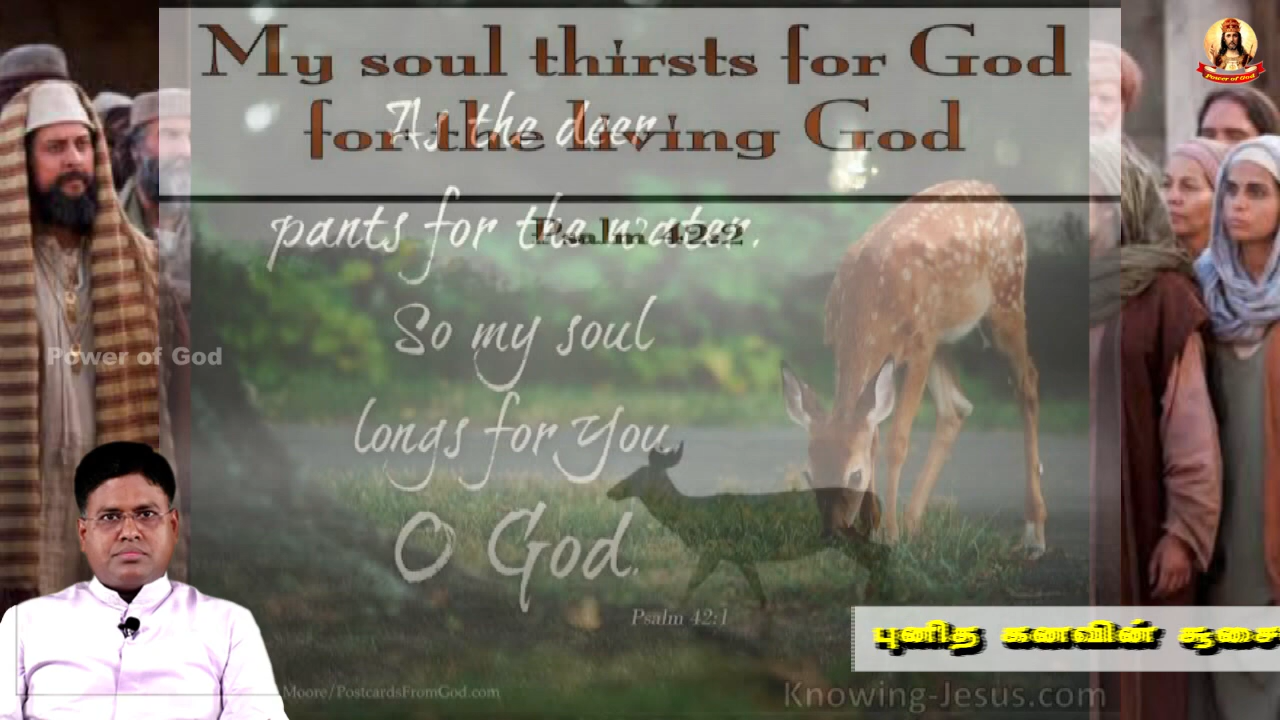 My soul thirsts for God
for the living God
Psalm 42:2
As the deer
pants for the water.
So my soul
longs for You,
O God.
Psalm 42:1
Power of God
Power of God
புனித கனவின் சூசை
Moore/PostcardsFromGod.com
Knowing-Jesus.com